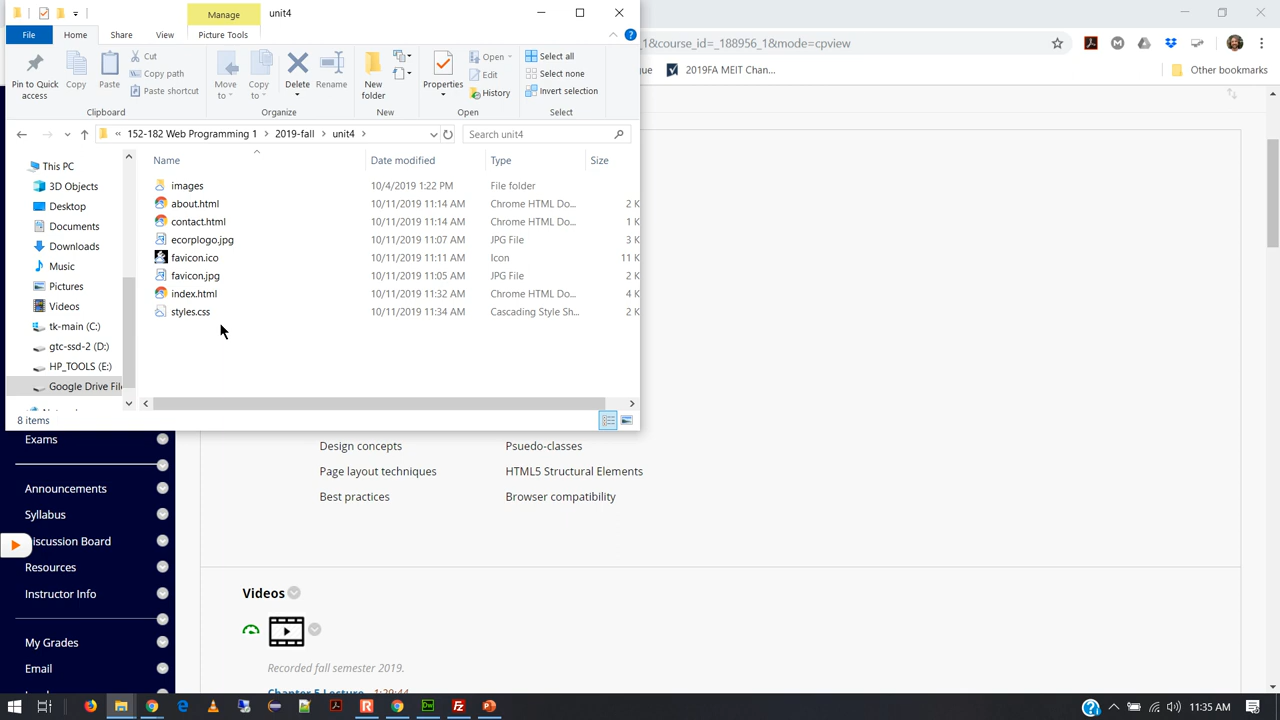 Manage
unit4
File
Home
Share
View
Picture Tools
_1&course_id=_188956_1&mode=cpview
2019FA MEIT Chan...
Other bookmarks
Pin to Quick access
Copy
Paste
Cut
Copy path
Paste shortcut
Clipboard
Move to
Copy to
Delete
Rename
Organize
New folder
New
Properties
Open
Edit
History
Open
Select all
Select none
Invert selection
Select
« 152-182 Web Programming 1 > 2019-fall > unit4 >
Search unit4
Name
Date modified
Type
Size
images 10/4/2019 1:22 PM File folder
about.html 10/11/2019 11:14 AM Chrome HTML Do... 2 K
contact.html 10/11/2019 11:14 AM Chrome HTML Do... 1 K
ecorplogo.jpg 10/11/2019 11:07 AM JPG File 3 K
favicon.ico 10/11/2019 11:11 AM Icon 11 K
favicon.jpg 10/11/2019 11:05 AM JPG File 2 K
index.html 10/11/2019 11:32 AM Chrome HTML Do... 4 K
styles.css 10/11/2019 11:34 AM Cascading Style Sh... 2 K
This PC
3D Objects
Desktop
Documents
Downloads
Music
Pictures
Videos
tk-main (C:)
gtc-ssd-2 (D:)
HP_TOOLS (E:)
Google Drive Fil
8 items
Exams
Announcements
Syllabus
iscussion Board
Resources
Instructor Info
My Grades
Email
Design concepts
Psuedo-classes
Page layout techniques
HTML5 Structural Elements
Best practices
Browser compatibility
Videos
Recorded fall semester 2019.
Chapter 5 Lecture
11:35 AM